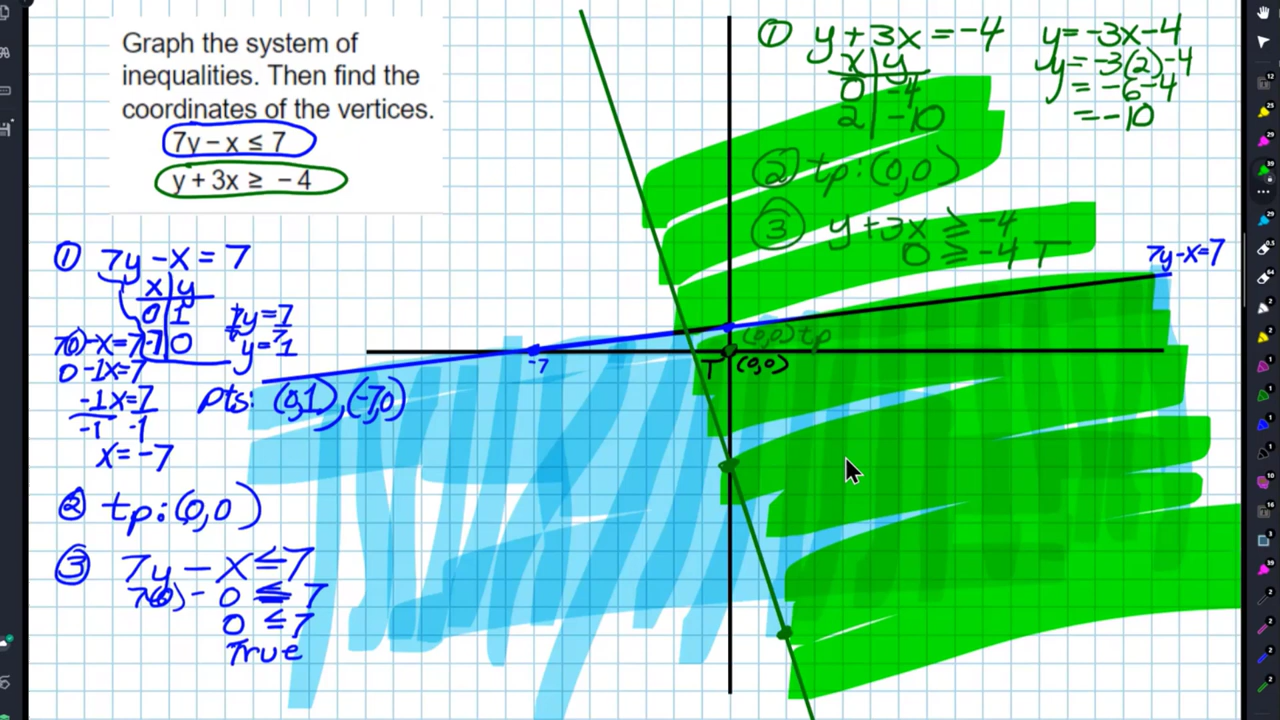 Graph the system of
inequalities. Then find the
coordinates of the vertices.
7y – x ≤ 7
y + 3x ≥ – 4
① 7y - x = 7
x | y
0 | 1
-7 | 0
7(0) - x = 7
0 - 1x = 7
-1x = 7
-1 -1
x = -7
7y = 7
7 7
y = 1
pts: (0,1), (-7,0)
② tp: (0,0)
③ 7y - x ≤ 7
7(0) - 0 ≤ 7
0 ≤ 7
True
① y + 3x = -4
x | y
0 | -4
2 | -10
y = -3x - 4
y = -3(2) - 4
y = -6 - 4
= -10
② tp: (0,0)
③ y + 3x ≥ -4
0 ≥ -4 T
7y-x=7
(0,0) tp
T (0,0)
-7